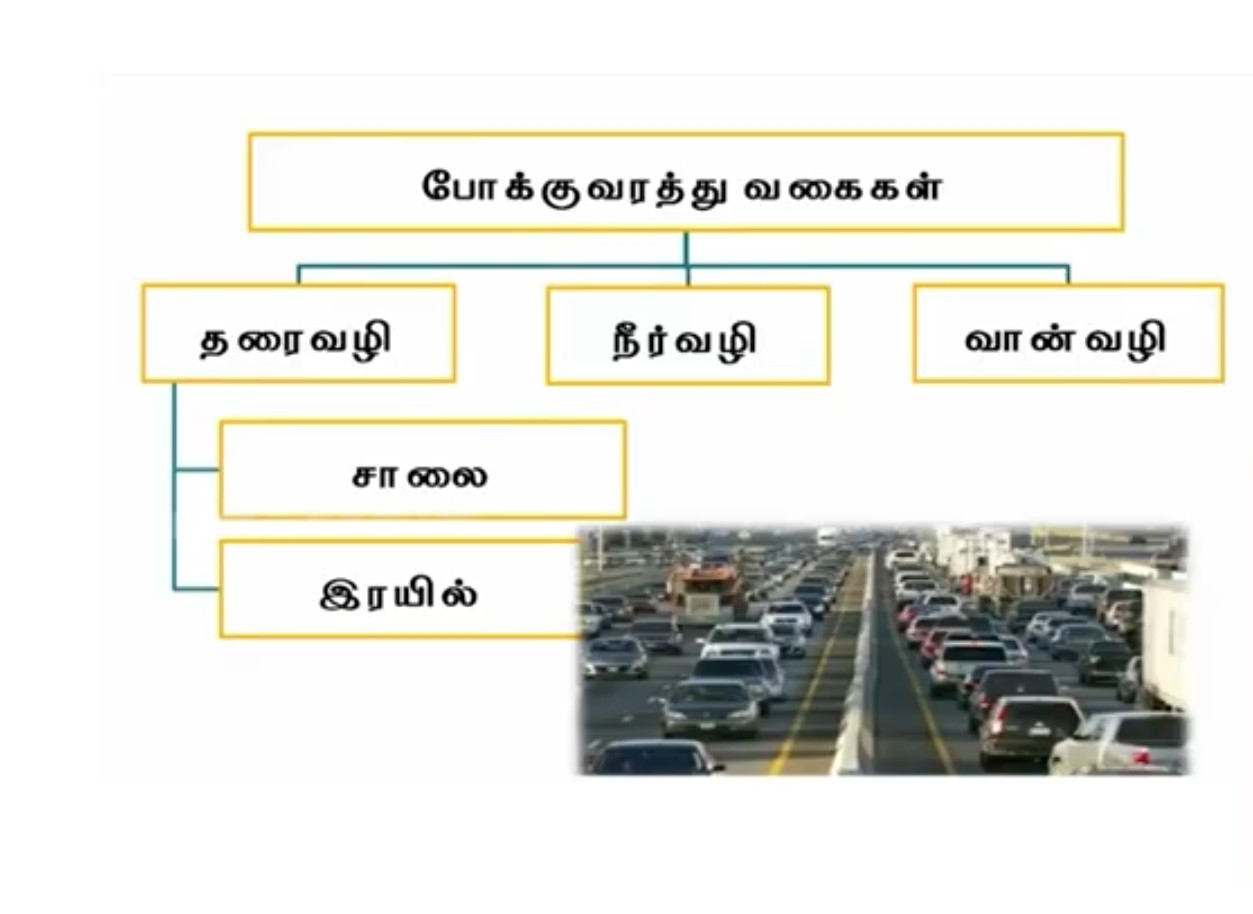 போக்குவரத்து வகைகள்
தரைவழி
நீர்வழி
வான்வழி
சாலை
இரயில்